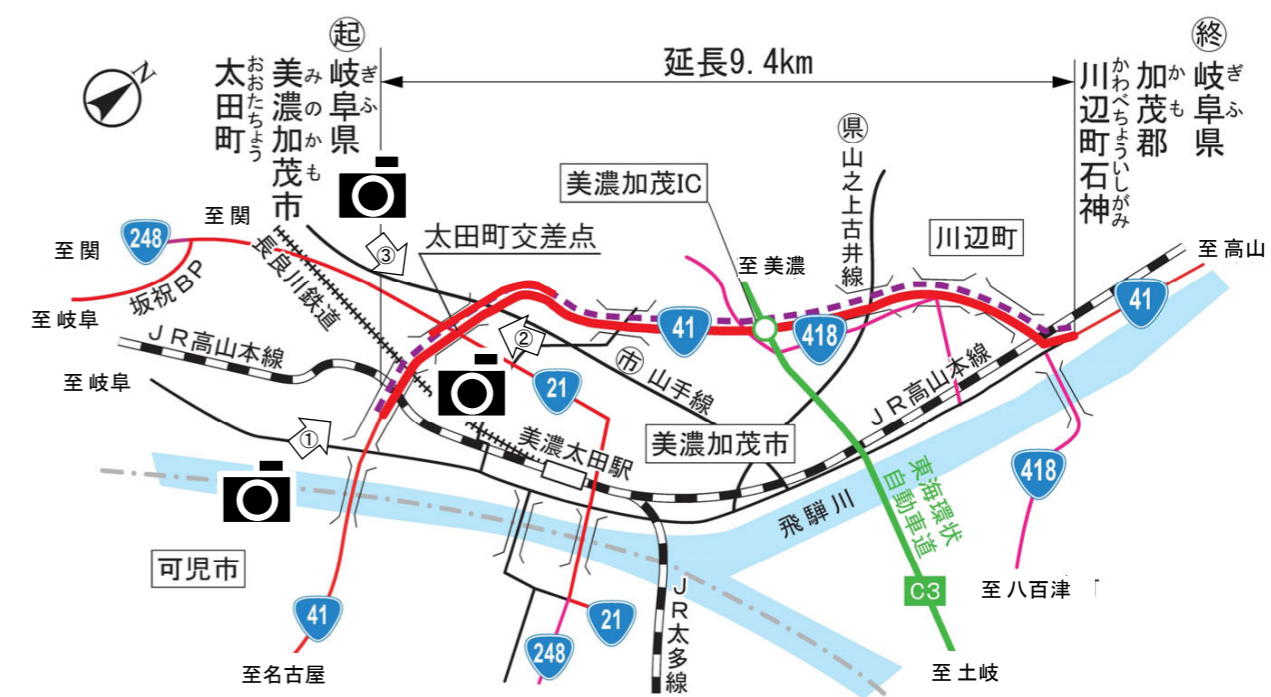 起
岐阜県
ぎふ
美濃加茂市
みのかも
太田町
おおたちょう
延長9.4km
終
岐阜県
ぎふ
加茂郡
かも
川辺町石神
かわべちょういしがみ
N
県 山之上古井線
美濃加茂IC
太田町交差点
川辺町
至 関
至 関
248
坂祝BP
至 岐阜
長良川鉄道
③
至 美濃
至 高山
41
41
418
②
JR高山本線
至 岐阜
市 山手線
21
JR高山本線
①
美濃太田駅
美濃加茂市
418
東海環状
自動車道
飛騨川
可児市
C3
至 八百津
41
21
248
JR太多線
至名古屋
至 土岐